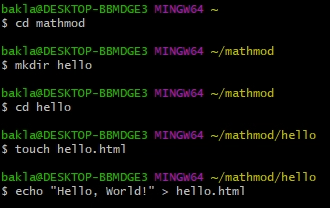 bakla@DESKTOP-BBMDGE3 MINGW64 ~
$ cd mathmod
bakla@DESKTOP-BBMDGE3 MINGW64 ~/mathmod
$ mkdir hello
bakla@DESKTOP-BBMDGE3 MINGW64 ~/mathmod
$ cd hello
bakla@DESKTOP-BBMDGE3 MINGW64 ~/mathmod/hello
$ touch hello.html
bakla@DESKTOP-BBMDGE3 MINGW64 ~/mathmod/hello
$ echo "Hello, World!" > hello.html